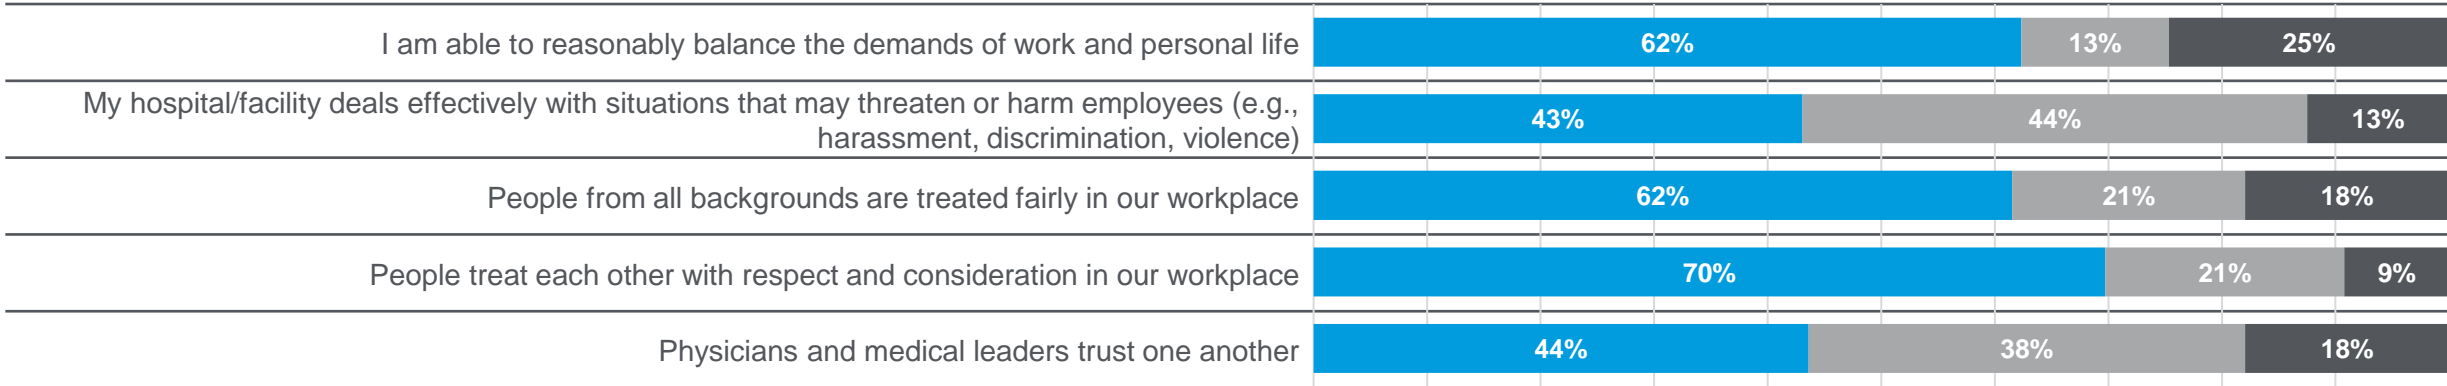 I am able to reasonably balance the demands of work and personal life 62% 13% 25%
My hospital/facility deals effectively with situations that may threaten or harm employees (e.g.,
harassment, discrimination, violence) 43% 44% 13%
People from all backgrounds are treated fairly in our workplace 62% 21% 18%
People treat each other with respect and consideration in our workplace 70% 21% 9%
Physicians and medical leaders trust one another 44% 38% 18%